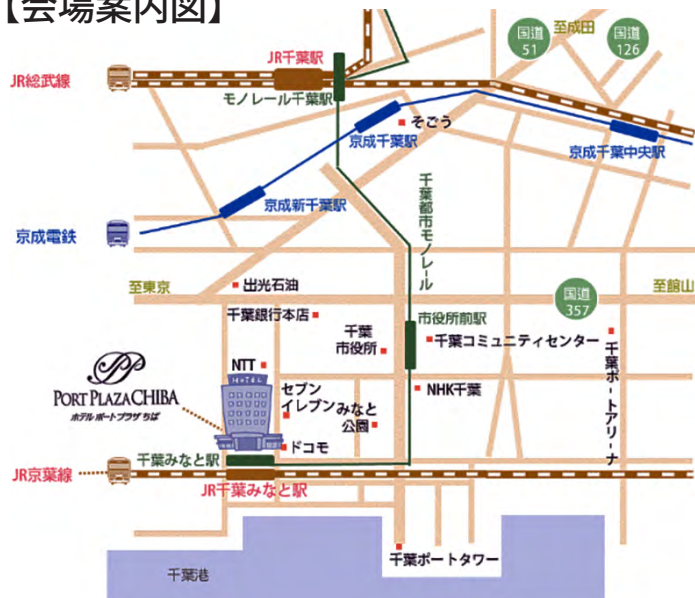 【会場案内図】
国道
51
至成田
国道
126
JR千葉駅
JR総武線
モノレール千葉駅
そごう
京成千葉駅
京成千葉中央駅
京成新千葉駅
千葉都市モノレール
京成電鉄
至東京
出光石油
国道
357
至館山
千葉銀行本店
市役所前駅
千葉
市役所
千葉コミュニティセンター
千葉ポートアリーナ
NTT
HOTEL
PORT PLAZA CHIBA
ホテル ポートプラザ ちば
セブン
イレブン
みなと
公園
NHK千葉
ドコモ
千葉みなと駅
JR京葉線
JR千葉みなと駅
千葉ポートタワー
千葉港